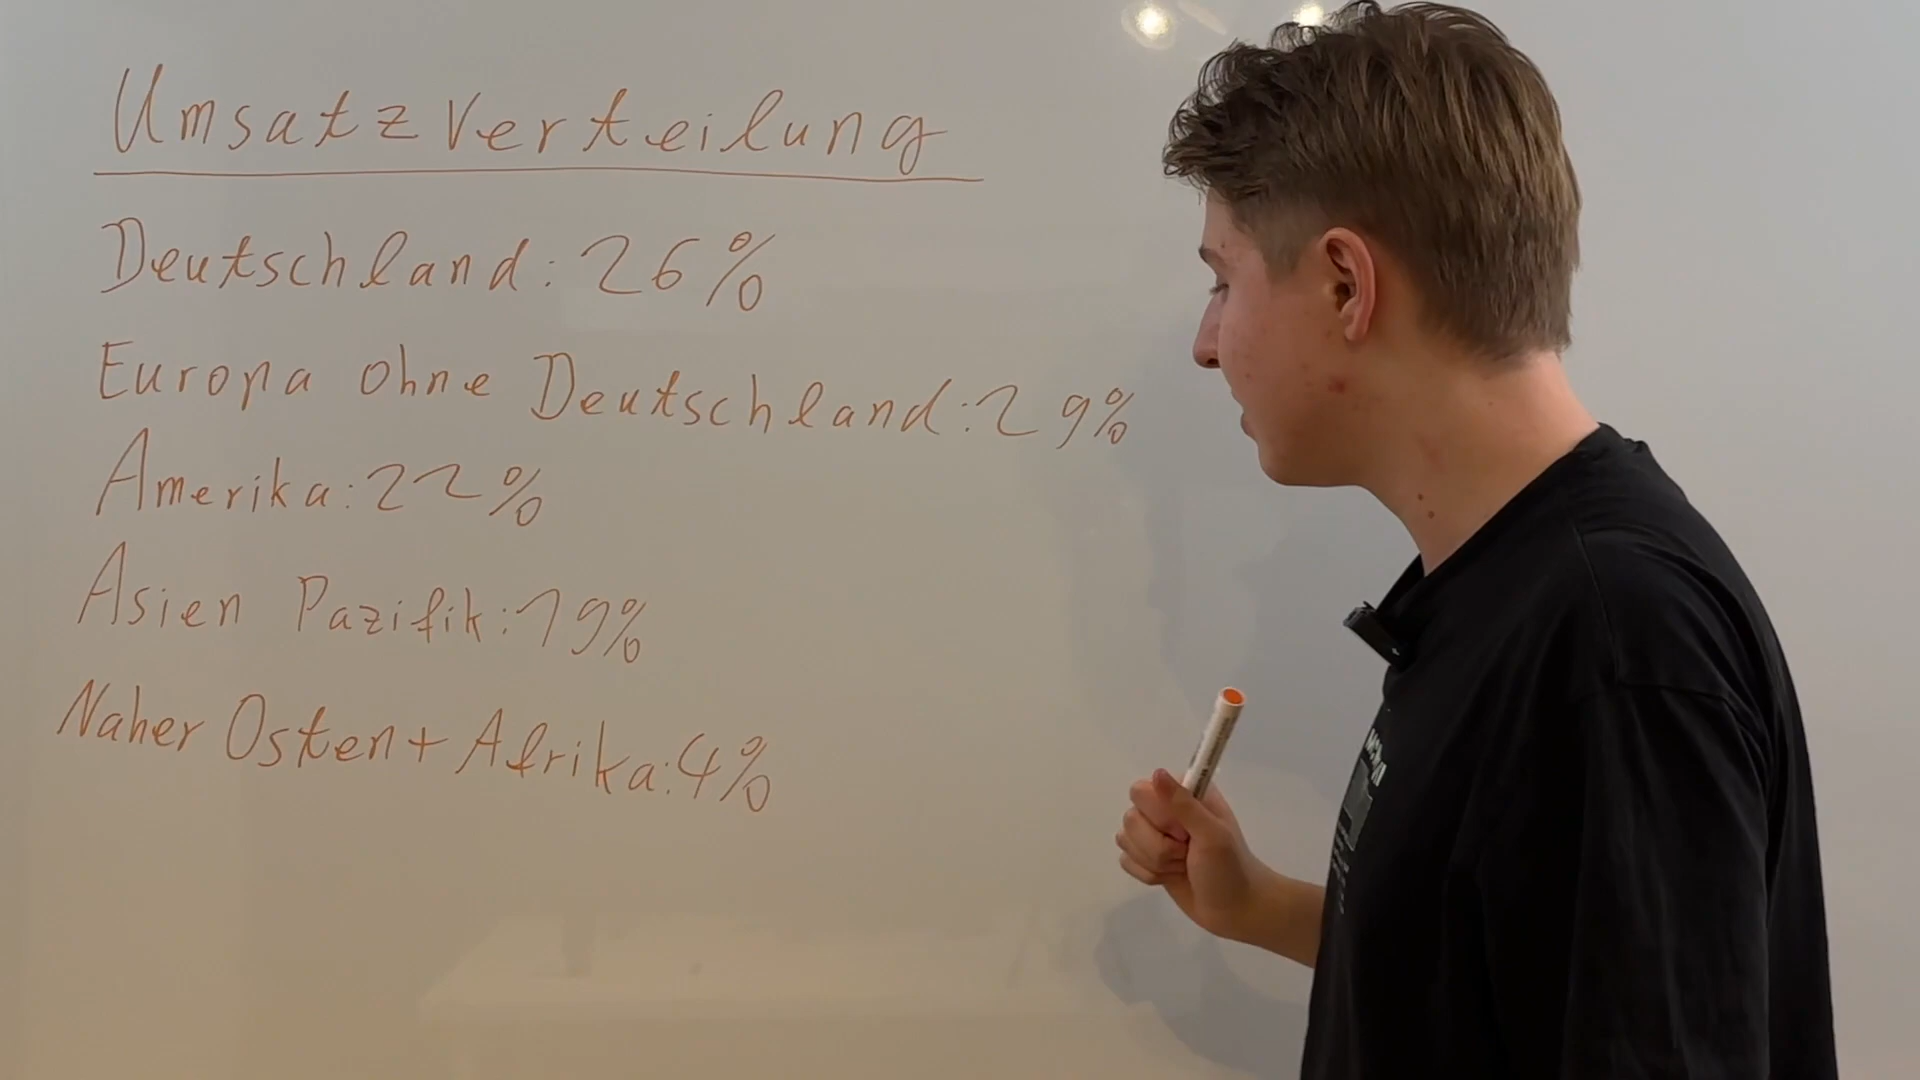 Umsatzverteilung
Deutschland: 26%
Europa ohne Deutschland: 29%
Amerika: 22%
Asien Pazifik: 19%
Naher Osten + Afrika: 4%